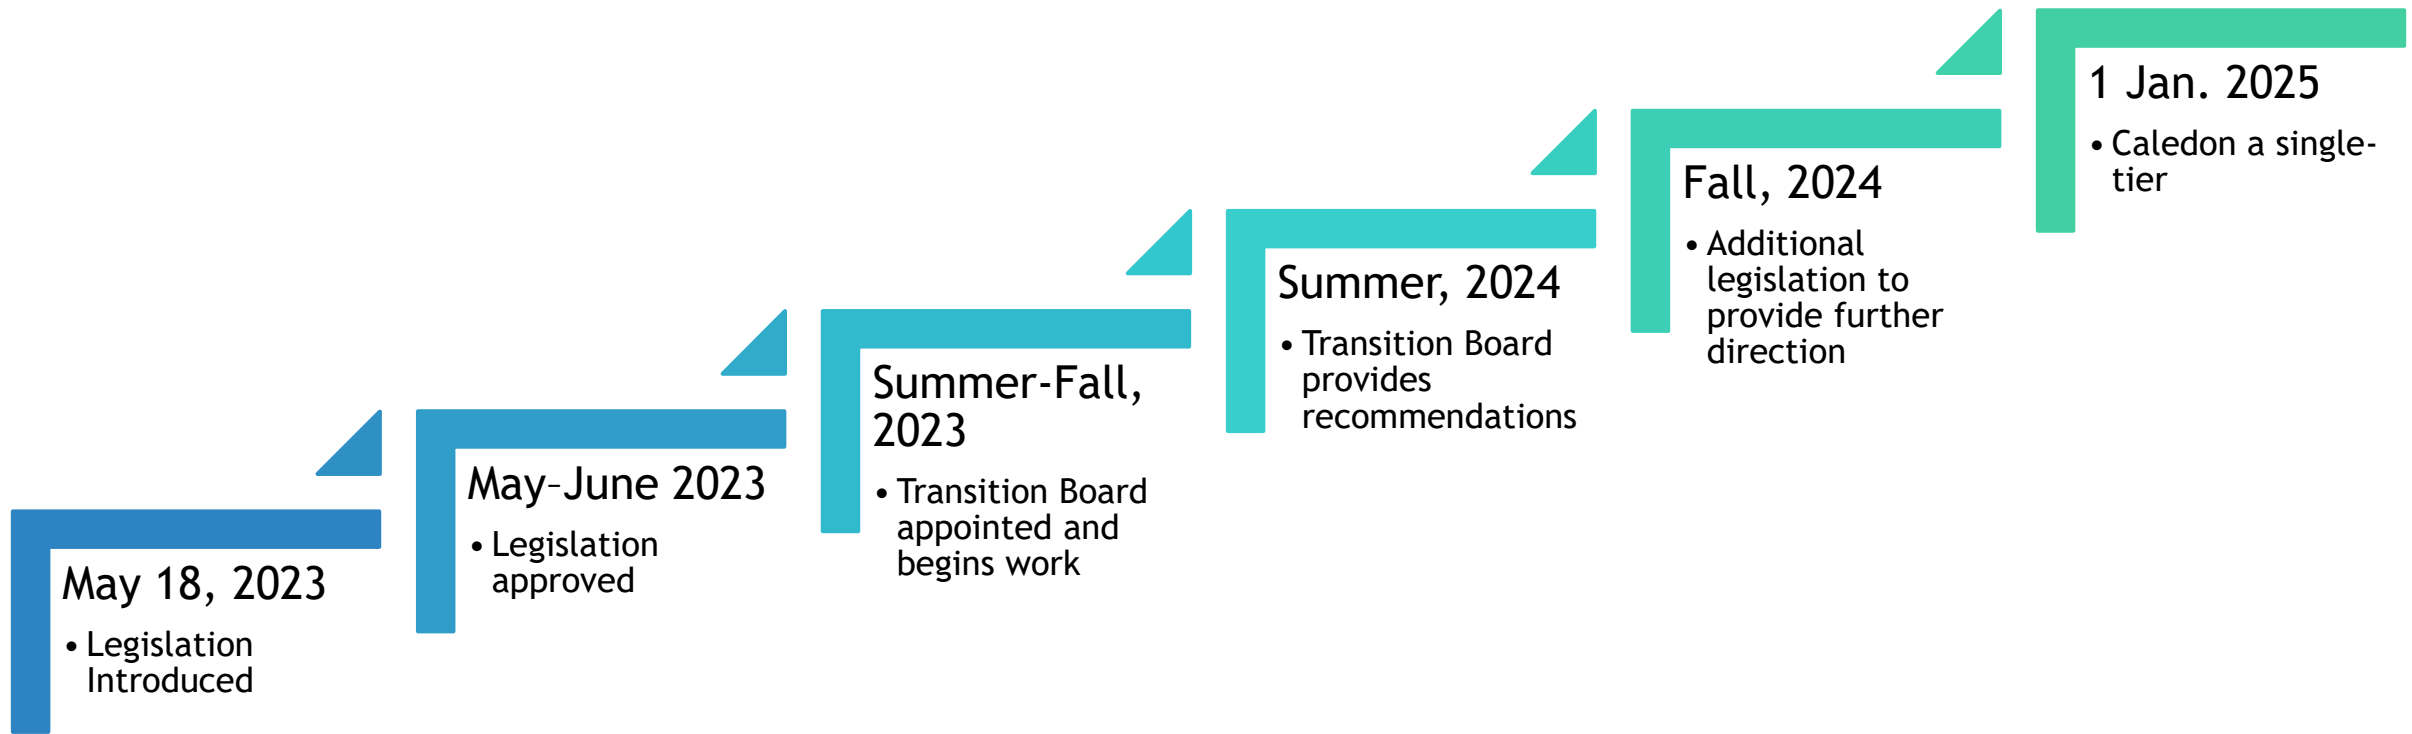 May 18, 2023
• Legislation
Introduced
May–June 2023
• Legislation
approved
Summer-Fall,
2023
• Transition Board
appointed and
begins work
Summer, 2024
• Transition Board
provides
recommendations
Fall, 2024
• Additional
legislation to
provide further
direction
1 Jan. 2025
• Caledon a single-
tier